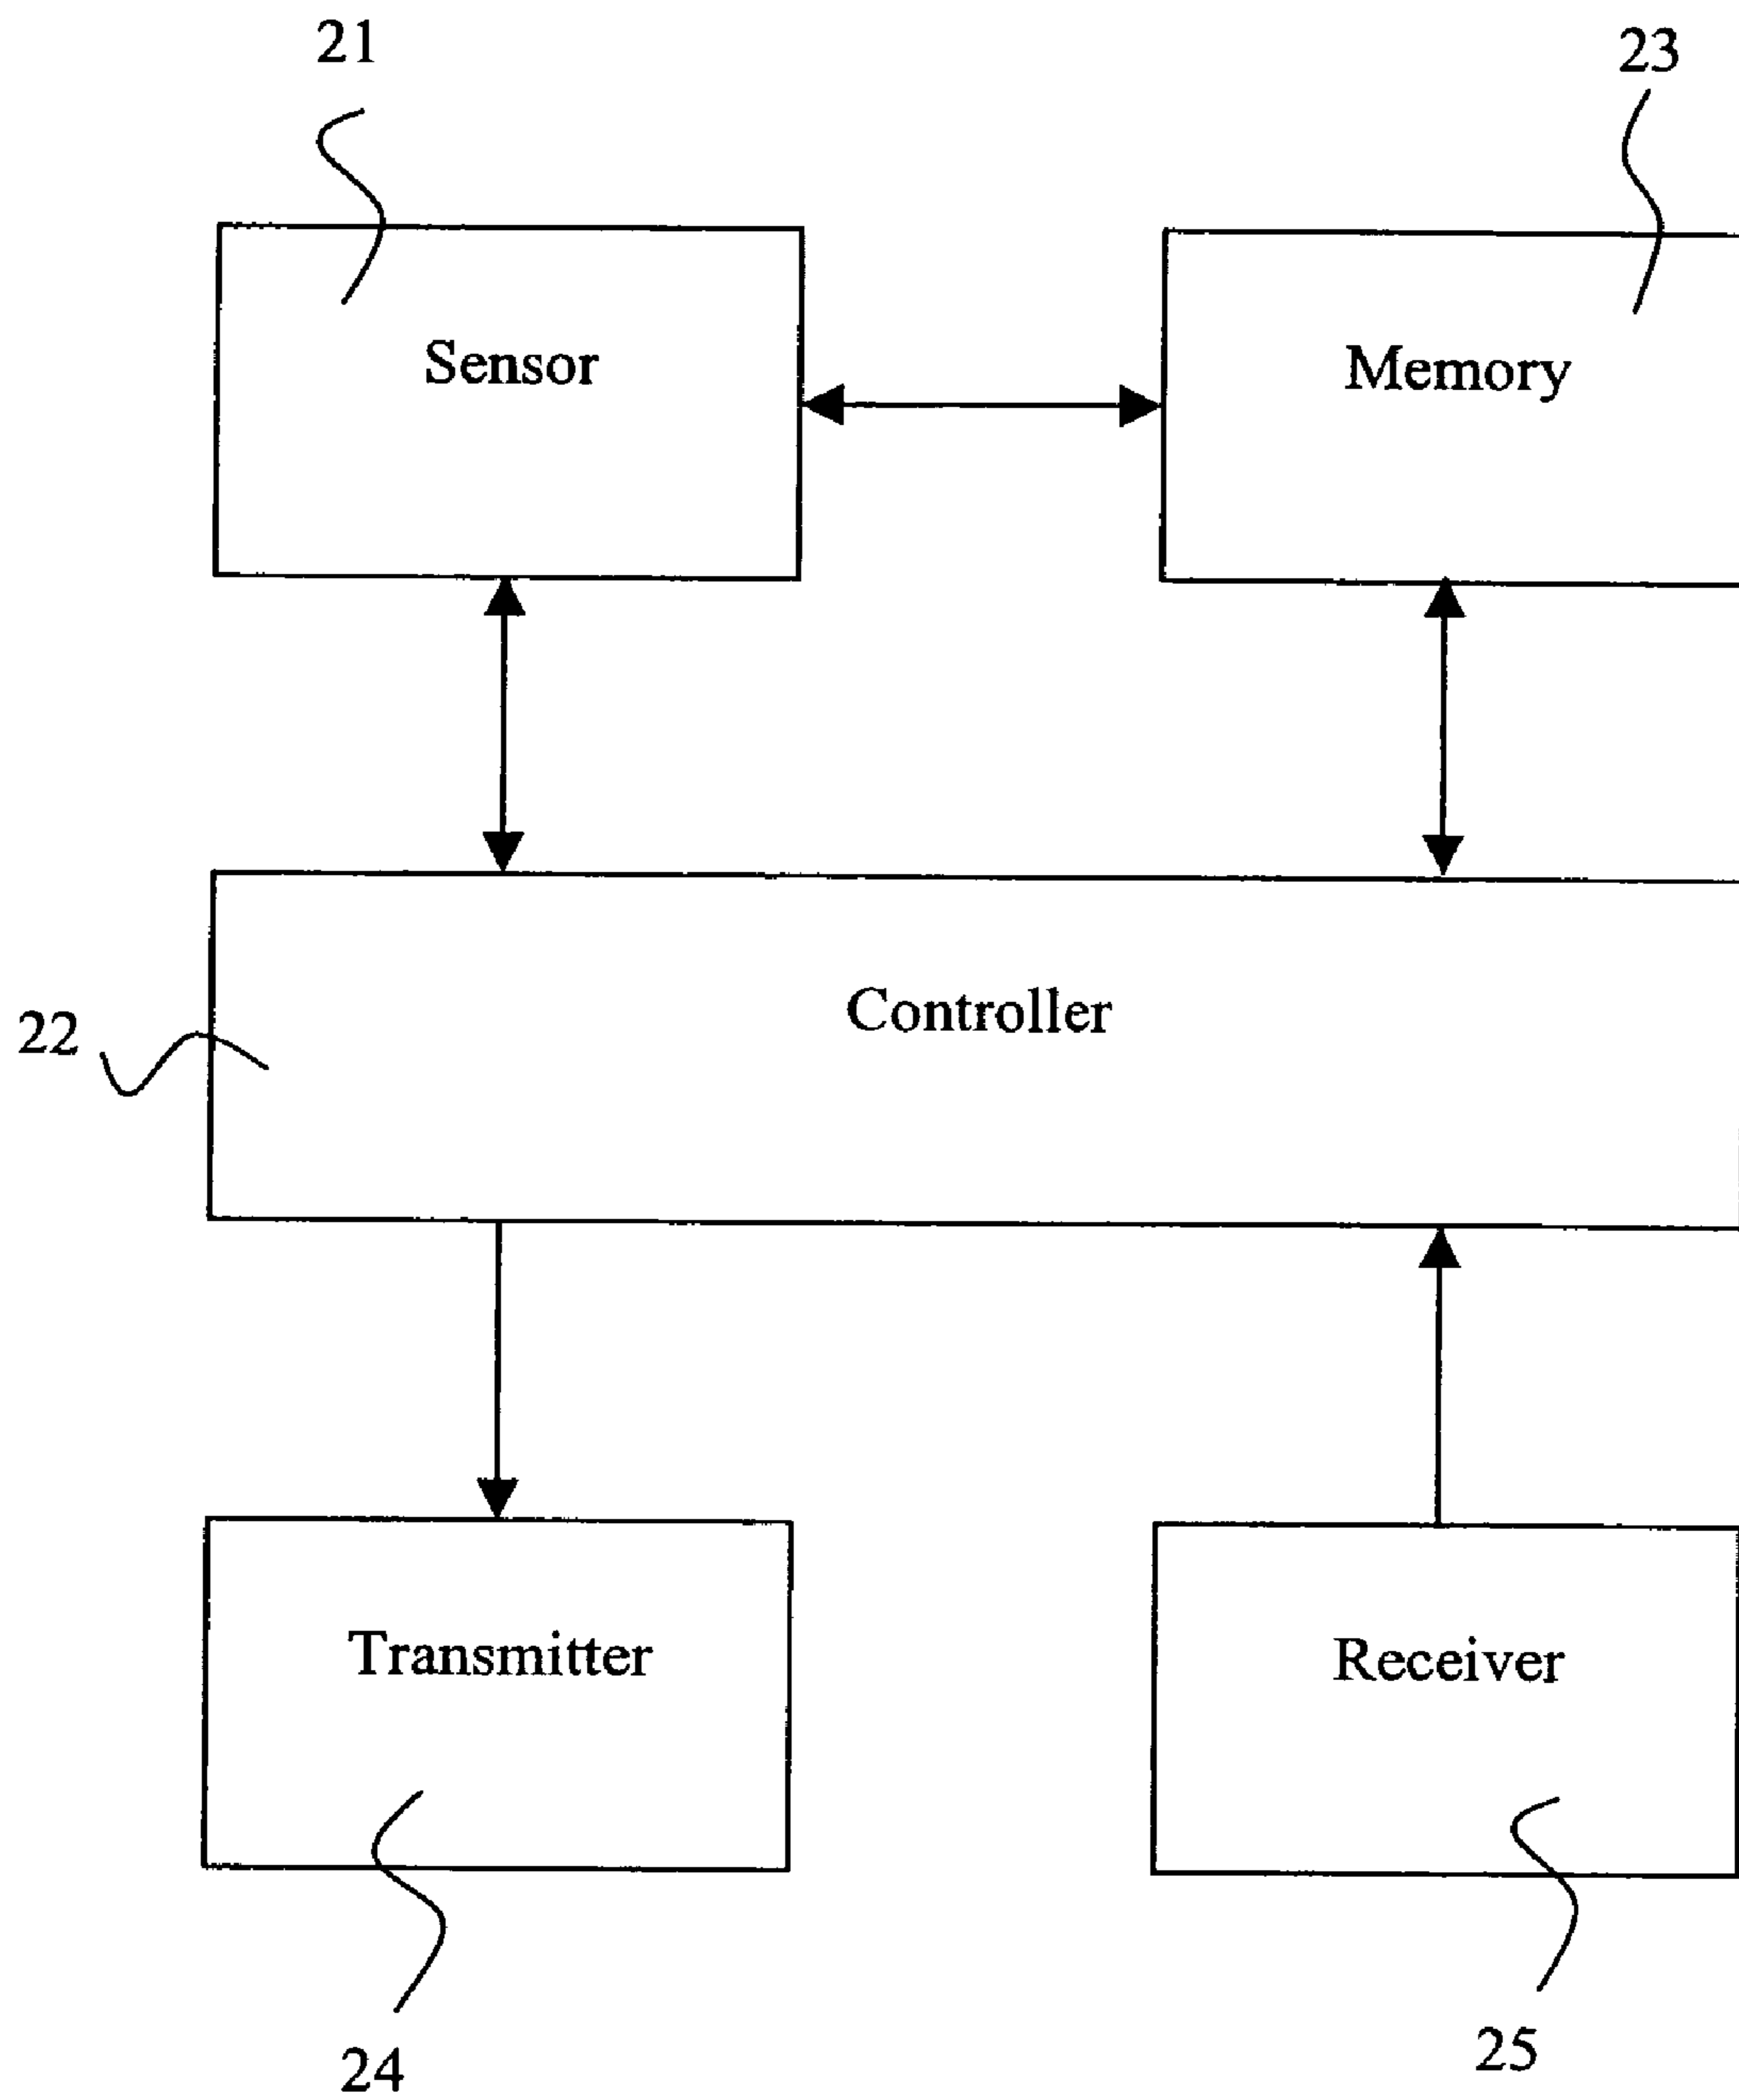 21
23
Sensor
Memory
Controller
22
Transmitter
Receiver
24
25